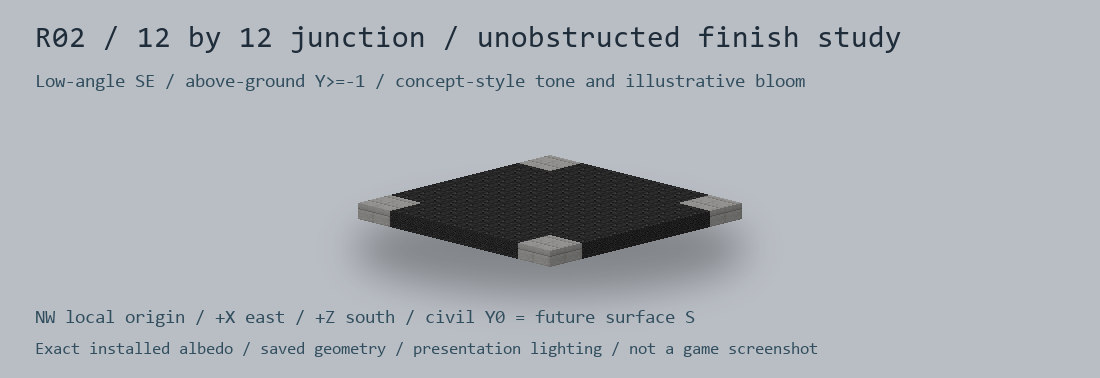 R02 / 12 by 12 junction / unobstructed finish study
Low-angle SE / above-ground Y>=-1 / concept-style tone and illustrative bloom
NW local origin / +X east / +Z south / civil Y0 = future surface S
Exact installed albedo / saved geometry / presentation lighting / not a game screenshot